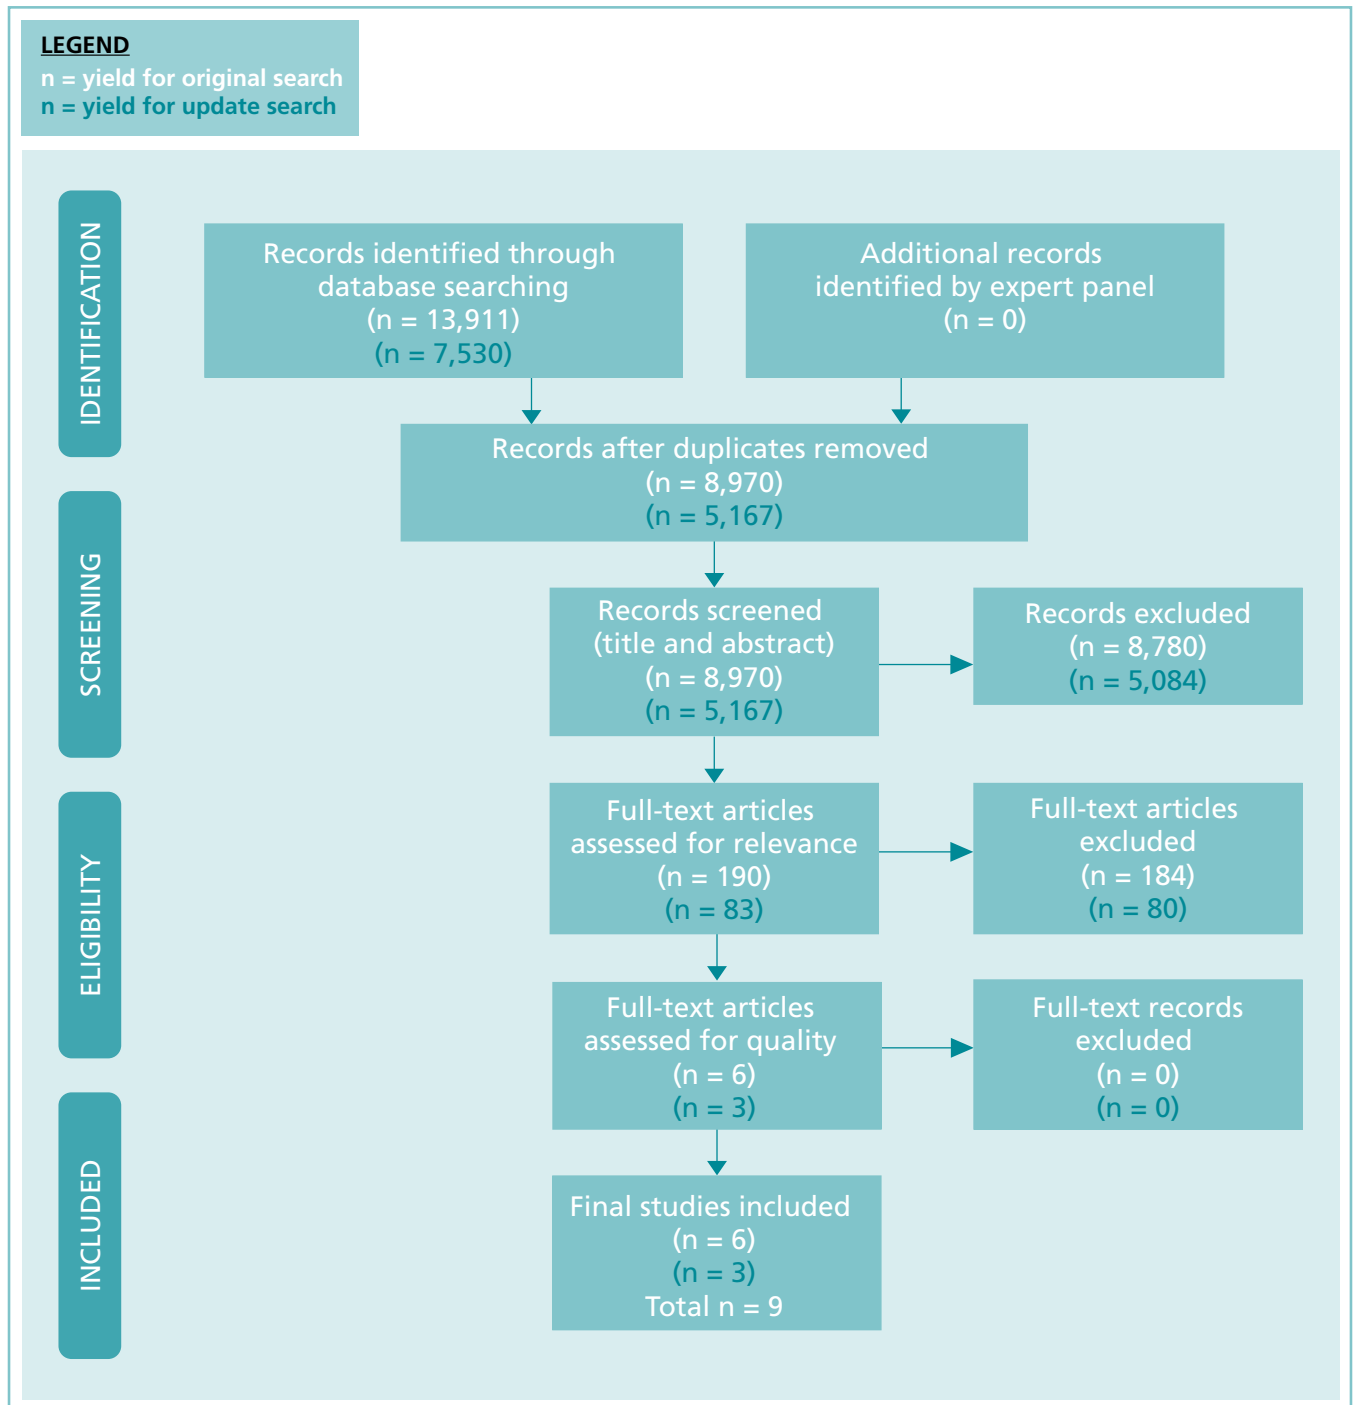 LEGEND
n = yield for original search
n = yield for update search
IDENTIFICATION
Records identified through
database searching
(n = 13,911)
(n = 7,530)
Additional records
identified by expert panel
(n = 0)
Records after duplicates removed
(n = 8,970)
(n = 5,167)
SCREENING
Records screened
(title and abstract)
(n = 8,970)
(n = 5,167)
Records excluded
(n = 8,780)
(n = 5,084)
ELIGIBILITY
Full-text articles
assessed for relevance
(n = 190)
(n = 83)
Full-text articles
excluded
(n = 184)
(n = 80)
Full-text articles
assessed for quality
(n = 6)
(n = 3)
Full-text records
excluded
(n = 0)
(n = 0)
INCLUDED
Final studies included
(n = 6)
(n = 3)
Total n = 9